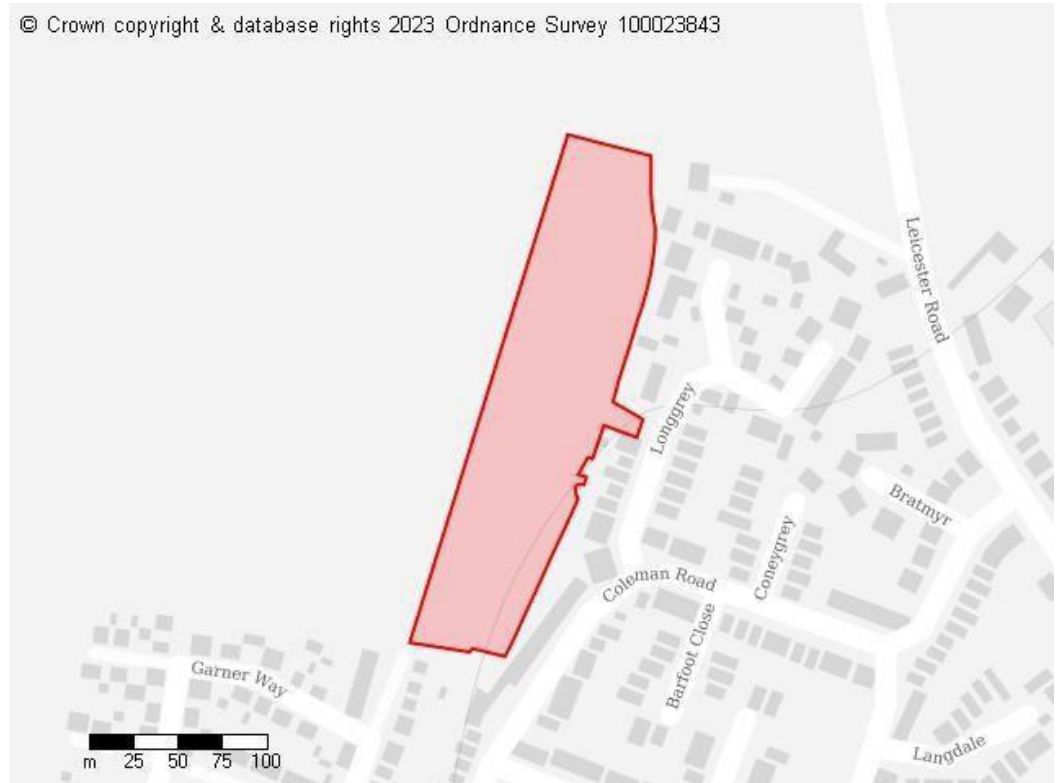 © Crown copyright & database rights 2023 Ordnance Survey 100023843
Leicester Road
Longgrey
Bratmyr
Coneygrey
Coleman Road
Barfoot Close
Garner Way
Langdale
m 25 50 75 100